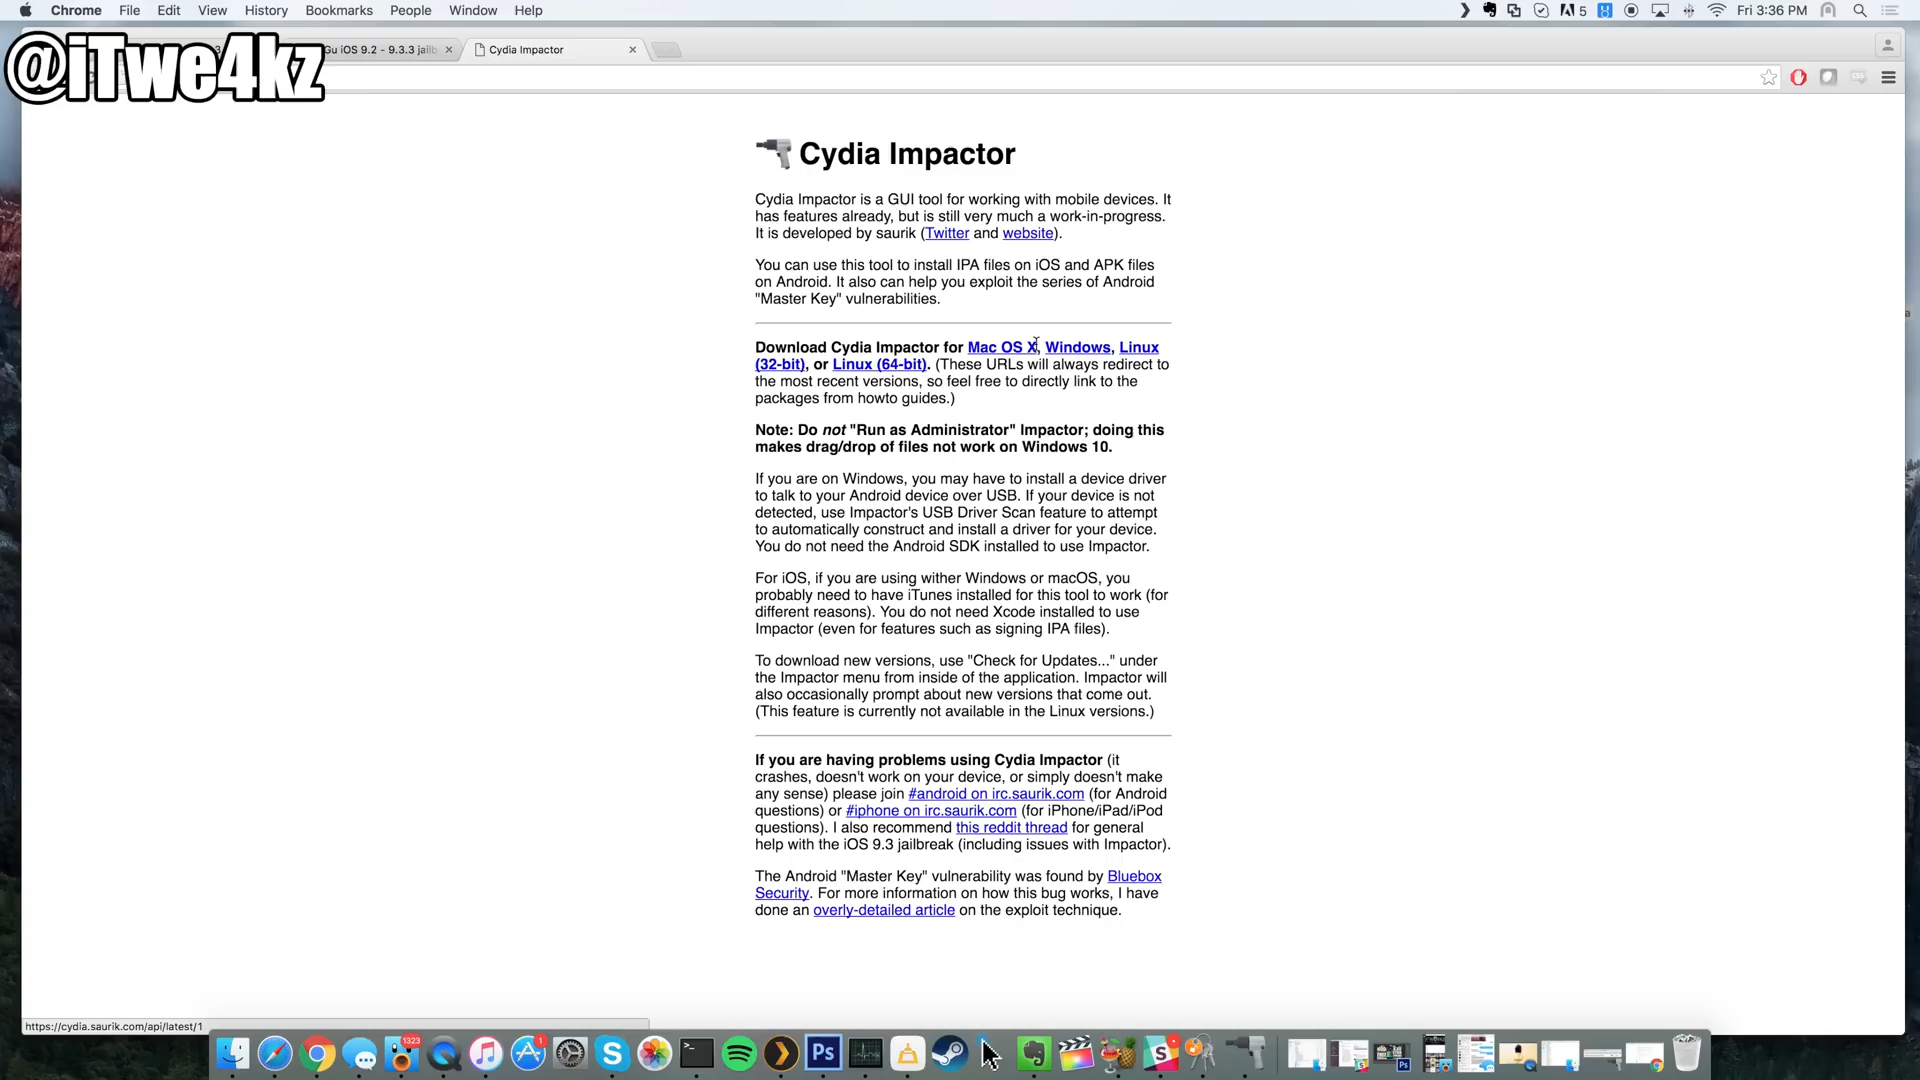 Chrome File Edit View History Bookmarks People Window Help
5 Fri 3:36 PM
@iTwe4kz
Gu iOS 9.2 - 9.3.3 jailb
Cydia Impactor
Cydia Impactor
Cydia Impactor is a GUI tool for working with mobile devices. It
has features already, but is still very much a work-in-progress.
It is developed by saurik (Twitter and website).
You can use this tool to install IPA files on iOS and APK files
on Android. It also can help you exploit the series of Android
"Master Key" vulnerabilities.
Download Cydia Impactor for Mac OS X, Windows, Linux
(32-bit), or Linux (64-bit). (These URLs will always redirect to
the most recent versions, so feel free to directly link to the
packages from howto guides.)
Note: Do not "Run as Administrator" Impactor; doing this
makes drag/drop of files not work on Windows 10.
If you are on Windows, you may have to install a device driver
to talk to your Android device over USB. If your device is not
detected, use Impactor's USB Driver Scan feature to attempt
to automatically construct and install a driver for your device.
You do not need the Android SDK installed to use Impactor.
For iOS, if you are using wither Windows or macOS, you
probably need to have iTunes installed for this tool to work (for
different reasons). You do not need Xcode installed to use
Impactor (even for features such as signing IPA files).
To download new versions, use "Check for Updates..." under
the Impactor menu from inside of the application. Impactor will
also occasionally prompt about new versions that come out.
(This feature is currently not available in the Linux versions.)
If you are having problems using Cydia Impactor (it
crashes, doesn't work on your device, or simply doesn't make
any sense) please join #android on irc.saurik.com (for Android
questions) or #iphone on irc.saurik.com (for iPhone/iPad/iPod
questions). I also recommend this reddit thread for general
help with the iOS 9.3 jailbreak (including issues with Impactor).
The Android "Master Key" vulnerability was found by Bluebox
Security. For more information on how this bug works, I have
done an overly-detailed article on the exploit technique.
https://cydia.saurik.com/api/latest/1
1323
1
Ps